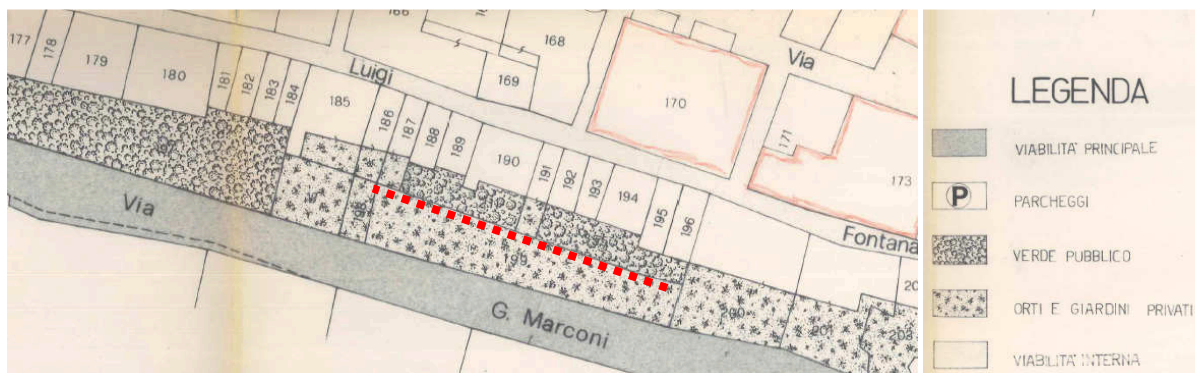 177
178
179
180
181
182
183
184
185
186
187
188
189
190
191
192
183
194
195
196
168
169
170
171
173
Luigi
Via
Fontana
Via
G. Marconi
199
200
201
203
LEGENDA
VIABILITA' PRINCIPALE
P PARCHEGGI
VERDE PUBBLICO
ORTI E GIARDINI PRIVATI
VIABILITA' INTERNA